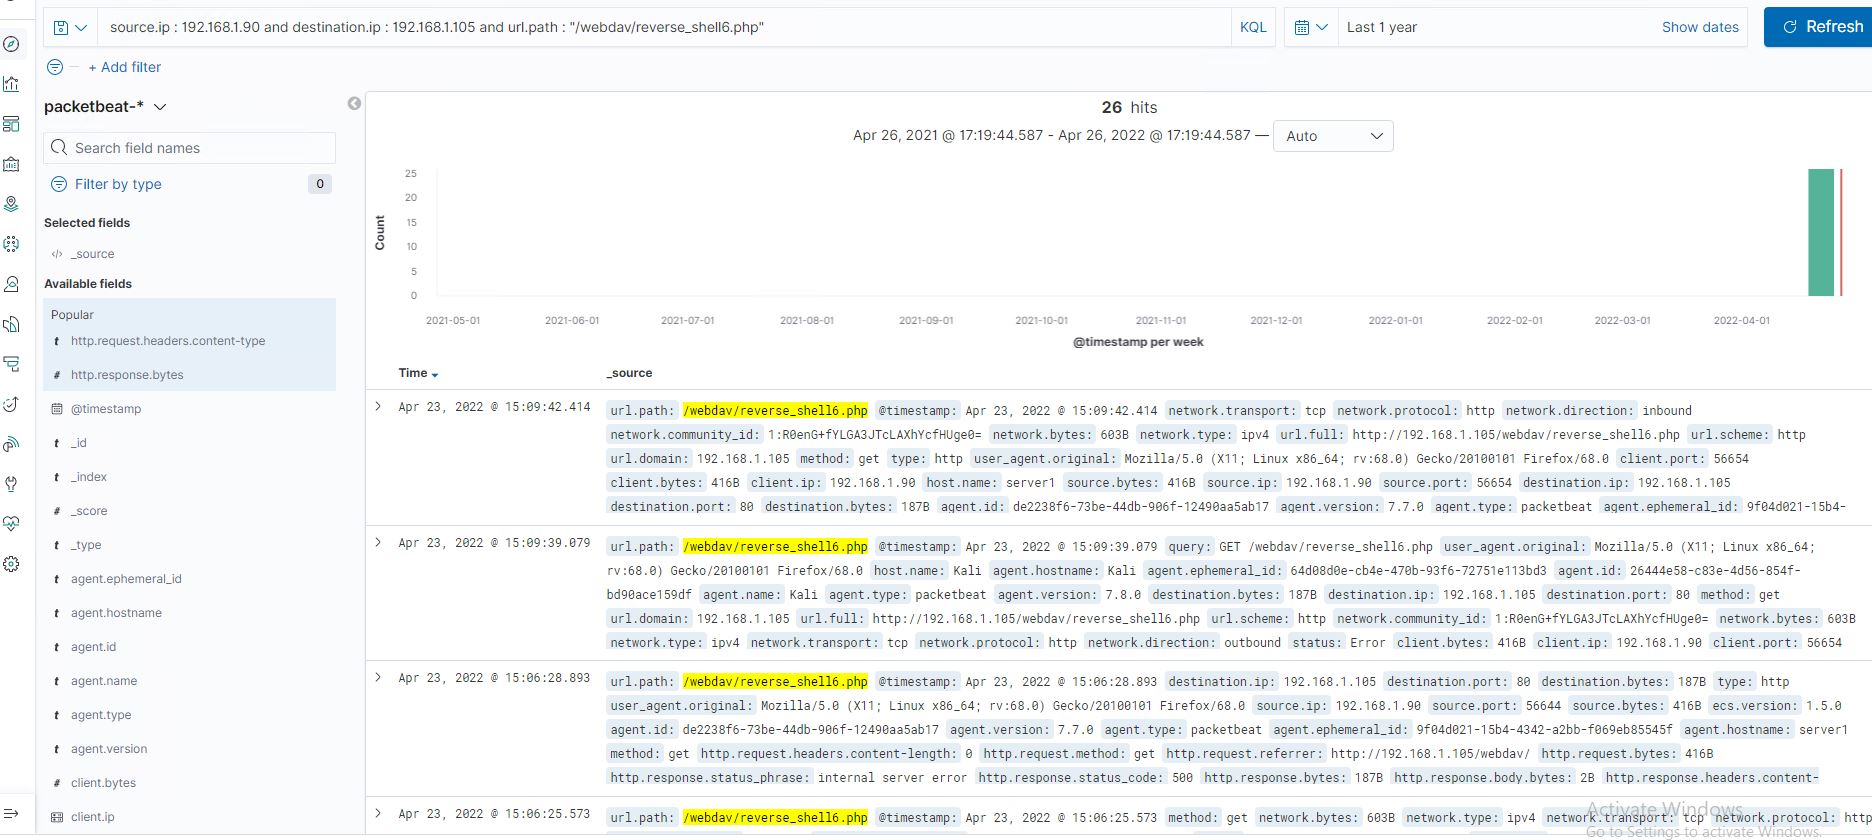 source.ip : 192.168.1.90 and destination.ip : 192.168.1.105 and url.path : "/webdav/reverse_shell6.php"
KQL
Last 1 year
Show dates
Refresh
+ Add filter
packetbeat-*
Search field names
Filter by type
0
Selected fields
_source
Available fields
Popular
t http.request.headers.content-type
# http.response.bytes
@timestamp
t _id
t _index
# _score
t _type
t agent.ephemeral_id
t agent.hostname
t agent.id
t agent.name
t agent.type
t agent.version
# client.bytes
client.ip
26 hits
Apr 26, 2021 @ 17:19:44.587 - Apr 26, 2022 @ 17:19:44.587 —
Auto
Count
25
20
15
10
5
0
2021-05-01 2021-06-01 2021-07-01 2021-08-01 2021-09-01 2021-10-01 2021-11-01 2021-12-01 2022-01-01 2022-02-01 2022-03-01 2022-04-01
@timestamp per week
Time _source
Apr 23, 2022 @ 15:09:42.414
url.path: /webdav/reverse_shell6.php @timestamp: Apr 23, 2022 @ 15:09:42.414 network.transport: tcp network.protocol: http network.direction: inbound
network.community_id: 1:R0enG+fYLGA3JTcLAXhYcfHUge0= network.bytes: 603B network.type: ipv4 url.full: http://192.168.1.105/webdav/reverse_shell6.php url.scheme: http
url.domain: 192.168.1.105 method: get type: http user_agent.original: Mozilla/5.0 (X11; Linux x86_64; rv:68.0) Gecko/20100101 Firefox/68.0 client.port: 56654
client.bytes: 416B client.ip: 192.168.1.90 host.name: server1 source.bytes: 416B source.ip: 192.168.1.90 source.port: 56654 destination.ip: 192.168.1.105
destination.port: 80 destination.bytes: 187B agent.id: de2238f6-73be-44db-906f-12490aa5ab17 agent.version: 7.7.0 agent.type: packetbeat agent.ephemeral_id: 9f04d021-15b4-
Apr 23, 2022 @ 15:09:39.079
url.path: /webdav/reverse_shell6.php @timestamp: Apr 23, 2022 @ 15:09:39.079 query: GET /webdav/reverse_shell6.php user_agent.original: Mozilla/5.0 (X11; Linux x86_64;
rv:68.0) Gecko/20100101 Firefox/68.0 host.name: Kali agent.hostname: Kali agent.ephemeral_id: 64d08d0e-cb4e-470b-93f6-72751e113bd3 agent.id: 26444e58-c83e-4d56-854f-
bd90ace159df agent.name: Kali agent.type: packetbeat agent.version: 7.8.0 destination.bytes: 187B destination.ip: 192.168.1.105 destination.port: 80 method: get
url.domain: 192.168.1.105 url.full: http://192.168.1.105/webdav/reverse_shell6.php url.scheme: http network.community_id: 1:R0enG+fYLGA3JTcLAXhYcfHUge0= network.bytes: 603B
network.type: ipv4 network.transport: tcp network.protocol: http network.direction: outbound status: Error client.bytes: 416B client.ip: 192.168.1.90 client.port: 56654
Apr 23, 2022 @ 15:06:28.893
url.path: /webdav/reverse_shell6.php @timestamp: Apr 23, 2022 @ 15:06:28.893 destination.ip: 192.168.1.105 destination.port: 80 destination.bytes: 187B type: http
user_agent.original: Mozilla/5.0 (X11; Linux x86_64; rv:68.0) Gecko/20100101 Firefox/68.0 source.ip: 192.168.1.90 source.port: 56644 source.bytes: 416B ecs.version: 1.5.0
agent.id: de2238f6-73be-44db-906f-12490aa5ab17 agent.version: 7.7.0 agent.type: packetbeat agent.ephemeral_id: 9f04d021-15b4-4342-a2bb-f069eb85545f agent.hostname: server1
method: get http.request.headers.content-length: 0 http.request.method: get http.request.referrer: http://192.168.1.105/webdav/ http.request.bytes: 416B
http.response.status_phrase: internal server error http.response.status_code: 500 http.response.bytes: 187B http.response.body.bytes: 2B http.response.headers.content-
Apr 23, 2022 @ 15:06:25.573
url.path: /webdav/reverse_shell6.php @timestamp: Apr 23, 2022 @ 15:06:25.573 method: get network.bytes: 603B network.type: ipv4 network.transport: tcp network.protocol: http
Activate Windows
Go to Settings to activate Windows.